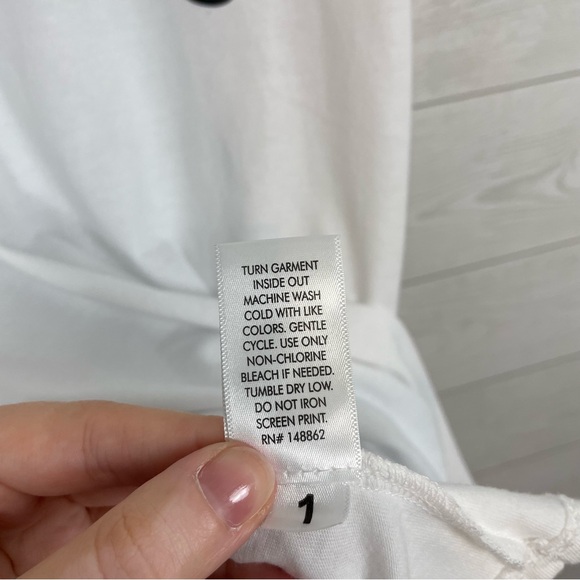 TURN GARMENT
INSIDE OUT
MACHINE WASH
COLD WITH LIKE
COLORS. GENTLE
CYCLE. USE ONLY
NON-CHLORINE
BLEACH IF NEEDED.
TUMBLE DRY LOW.
DO NOT IRON
SCREEN PRINT.
RN# 148862
1